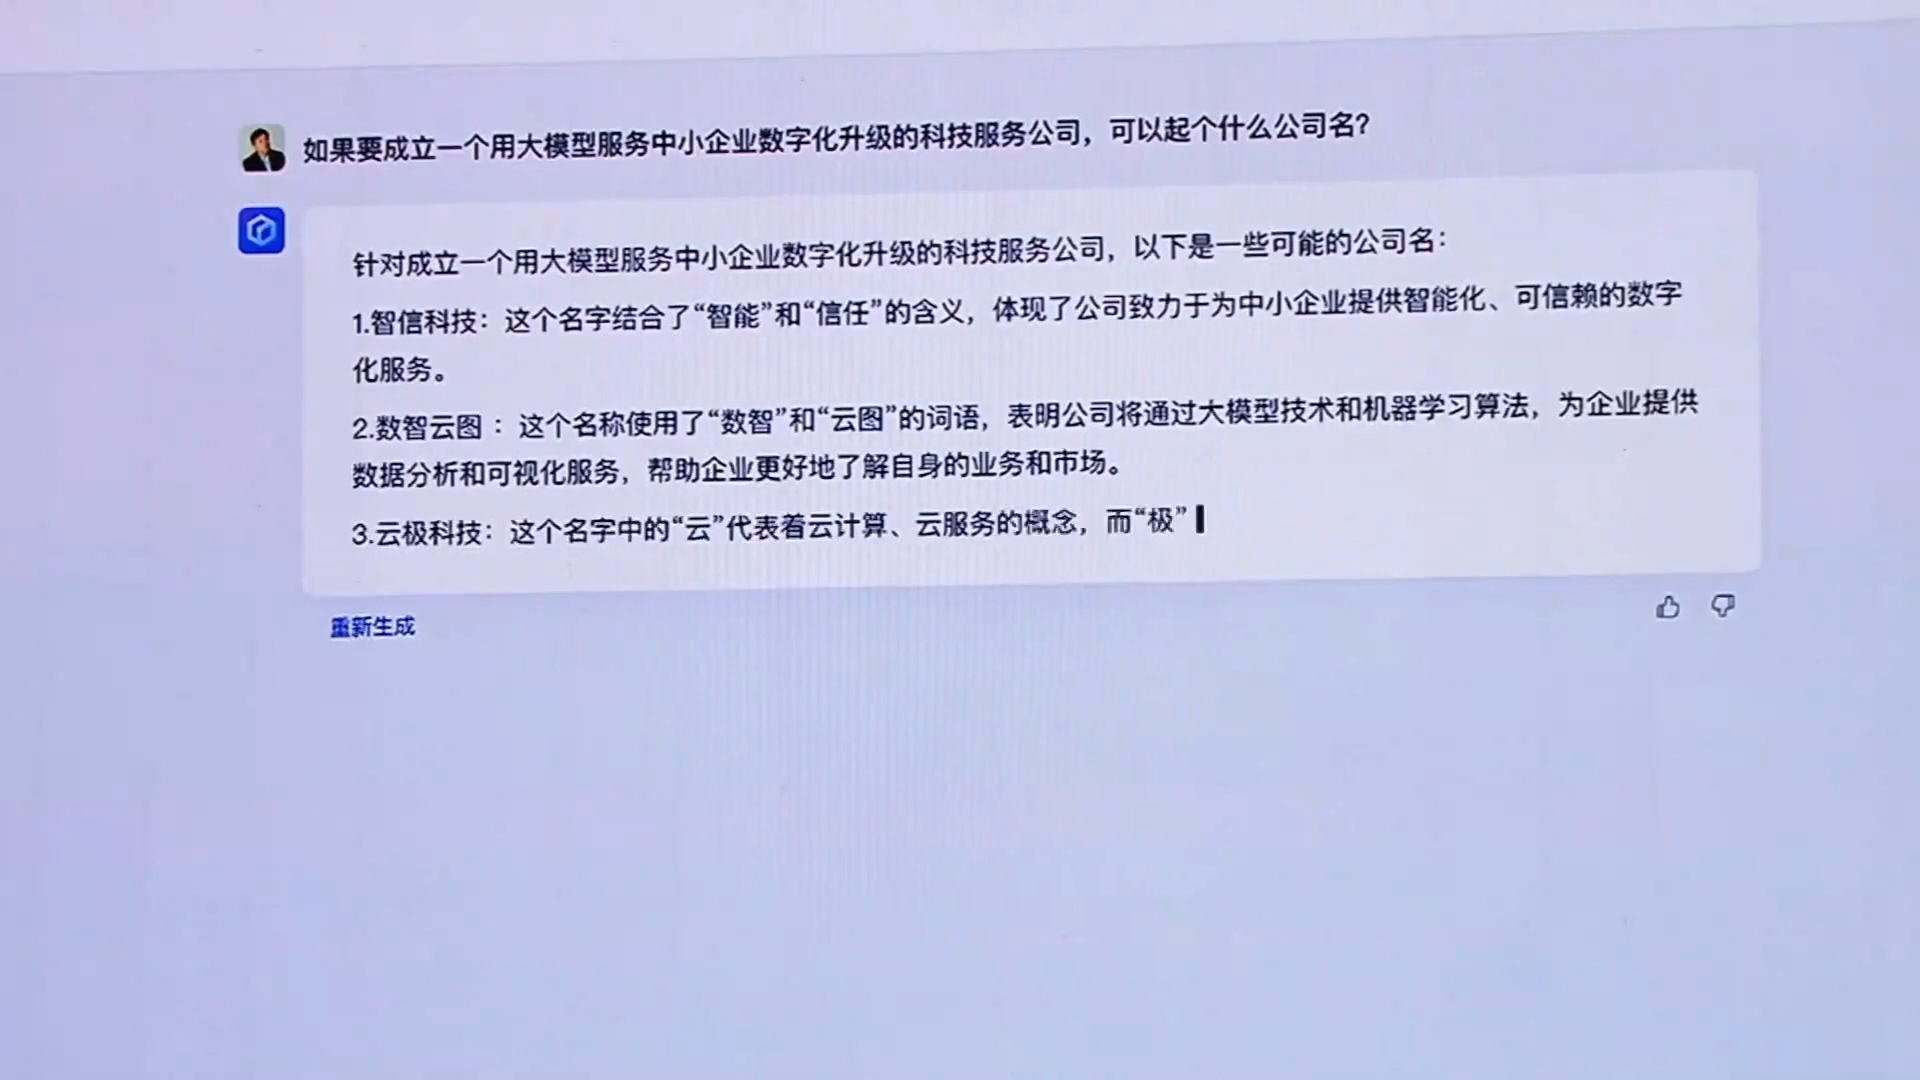 如果要成立一个用大模型服务中小企业数字化升级的科技服务公司，可以起个什么公司名？
针对成立一个用大模型服务中小企业数字化升级的科技服务公司，以下是一些可能的公司名：
1.智信科技：这个名字结合了“智能”和“信任”的含义，体现了公司致力于为中小企业提供智能化、可信赖的数字
化服务。
2.数智云图 ：这个名称使用了“数智”和“云图”的词语，表明公司将通过大模型技术和机器学习算法，为企业提供
数据分析和可视化服务，帮助企业更好地了解自身的业务和市场。
3.云极科技：这个名字中的“云”代表着云计算、云服务的概念，而“极”
重新生成